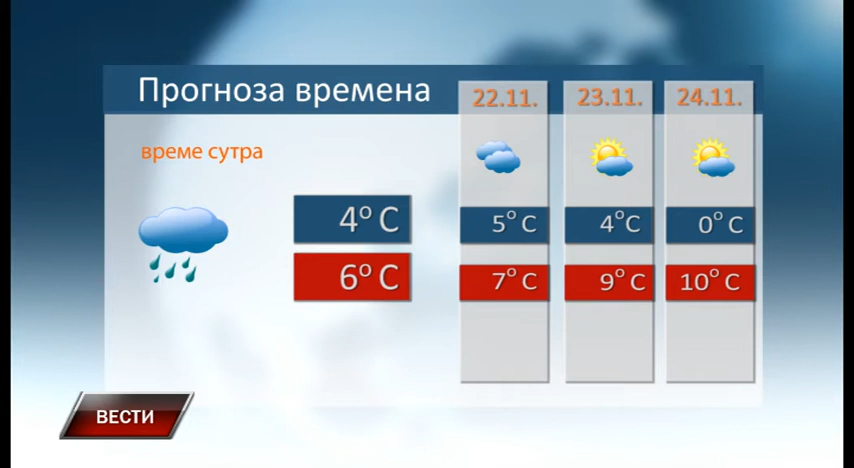 Прогноза времена
време сутра
4° C
6° C
22.11.
5° C
7° C
23.11.
4°C
9° C
24.11.
0° C
10° C
ВЕСТИ